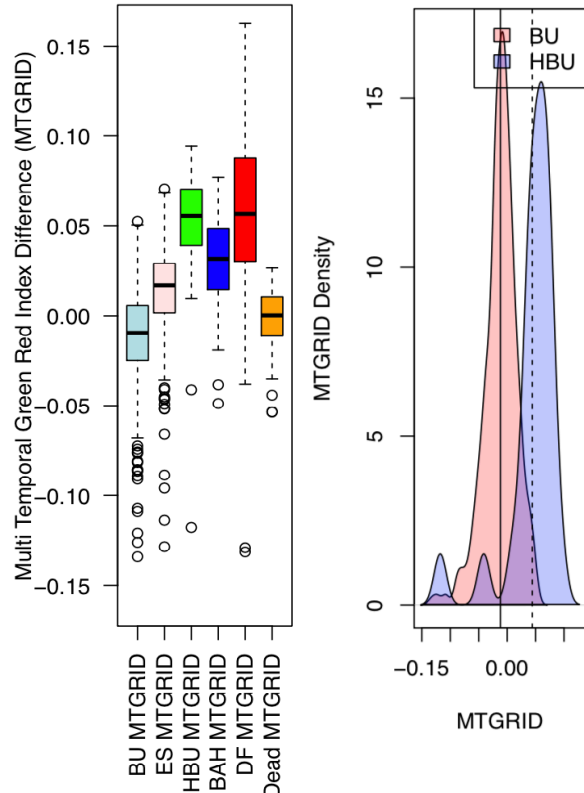 Multi Temporal Green Red Index Difference (MTGRID)
0.15
0.10
0.05
0.00
−0.05
−0.10
−0.15
BU MTGRID
ES MTGRID
HBU MTGRID
BAH MTGRID
DF MTGRID
Dead MTGRID
BU
HBU
MTGRID Density
15
10
5
0
−0.15
0.00
MTGRID